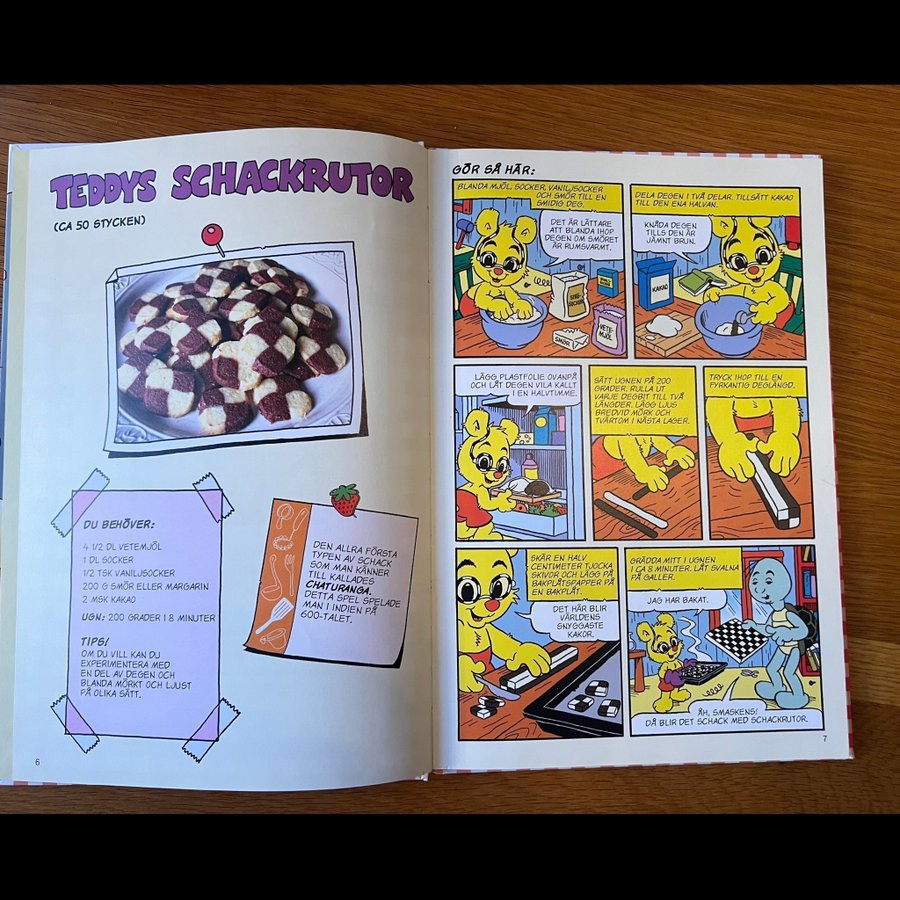 TEDDYS SCHACKRUTOR
(CA 50 STYCKEN)
DU BEHÖVER:
4 1/2 DL VETEMJÖL
1 DL SOCKER
1/2 TSK VANILJSOCKER
200 G SMÖR ELLER MARGARIN
2 MSK KAKAO
UGN: 200 GRADER I 8 MINUTER
TIPS!
OM DU VILL KAN DU
EXPERIMENTERA MED
EN DEL AV DEGEN OCH
BLANDA MÖRKT OCH LJUST
PÅ OLIKA SÄTT.
DEN ALLRA FÖRSTA
TYPEN AV SCHACK
SOM MAN KÄNNER
TILL KALLADES
CHATURANGA.
DETTA SPEL SPELADE
MAN I INDIEN PÅ
600-TALET.
6
GÖR SÅ HÄR:
BLANDA MJÖL, SOCKER, VANILJSOCKER
OCH SMÖR TILL EN
SMIDIG DEG.
DET ÄR LÄTTARE
ATT BLANDA IHOP
DEGEN OM SMÖRET
ÄR RUMSVARMT.
SMÖR
VETE-
MJÖL
DELA DEGEN I TVÅ DELAR. TILLSÄTT KAKAO
TILL DEN ENA HALVAN.
KNÅDA DEGEN
TILLS DEN ÄR
JÄMNT BRUN.
KAKAO
LÄGG PLASTFOLIE OVANPÅ
OCH LÅT DEGEN VILA KALLT
I EN HALVTIMME.
SÄTT UGNEN PÅ 200
GRADER. RULLA UT
VARJE DEGBIT TILL TVÅ
LÄNGDER. LÄGG LJUS
BREDVID MÖRK OCH
TVÄRTOM I NÄSTA LAGER.
TRYCK IHOP TILL EN
FYRKANTIG DEGLÄNGD.
SKÄR EN HALV
CENTIMETER TJOCKA
SKIVOR OCH LÄGG PÅ
BAKPLÅTSPAPPER PÅ
EN BAKPLÅT.
DET HÄR BLIR
VÄRLDENS
SNYGGASTE
KAKOR.
GRÄDDA MITT I UGNEN
I CA 8 MINUTER. LÅT SVALNA
PÅ GALLER.
JAG HAR BAKAT.
ÅH, SMASKENS!
DÅ BLIR DET SCHACK MED SCHACKRUTOR.
7